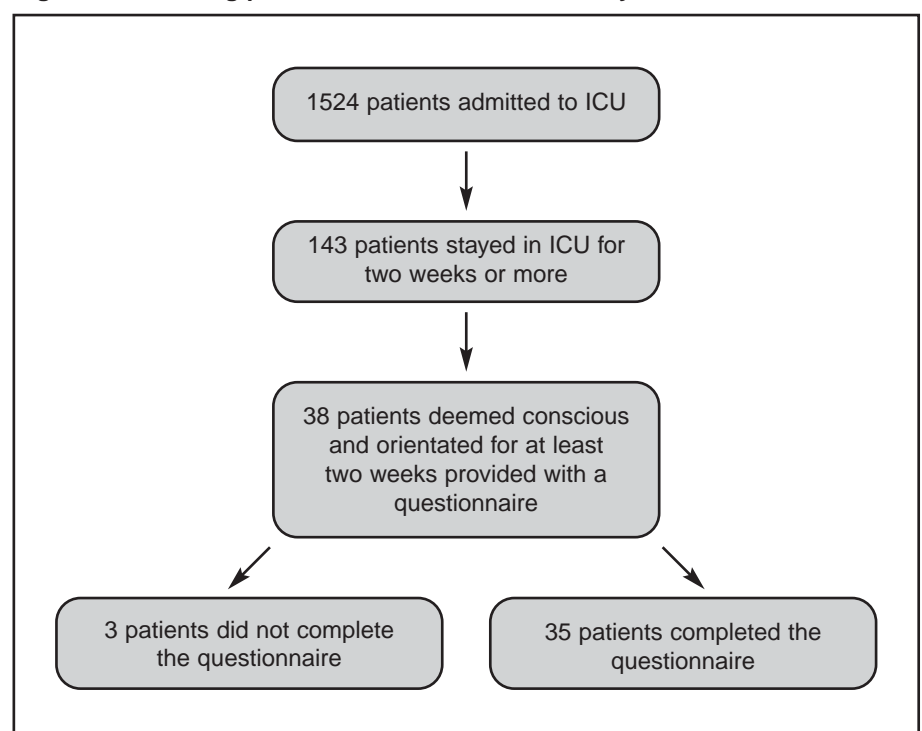 1524 patients admitted to ICU
143 patients stayed in ICU for
two weeks or more
38 patients deemed conscious
and orientated for at least
two weeks provided with a
questionnaire
3 patients did not complete
the questionnaire
35 patients completed the
questionnaire